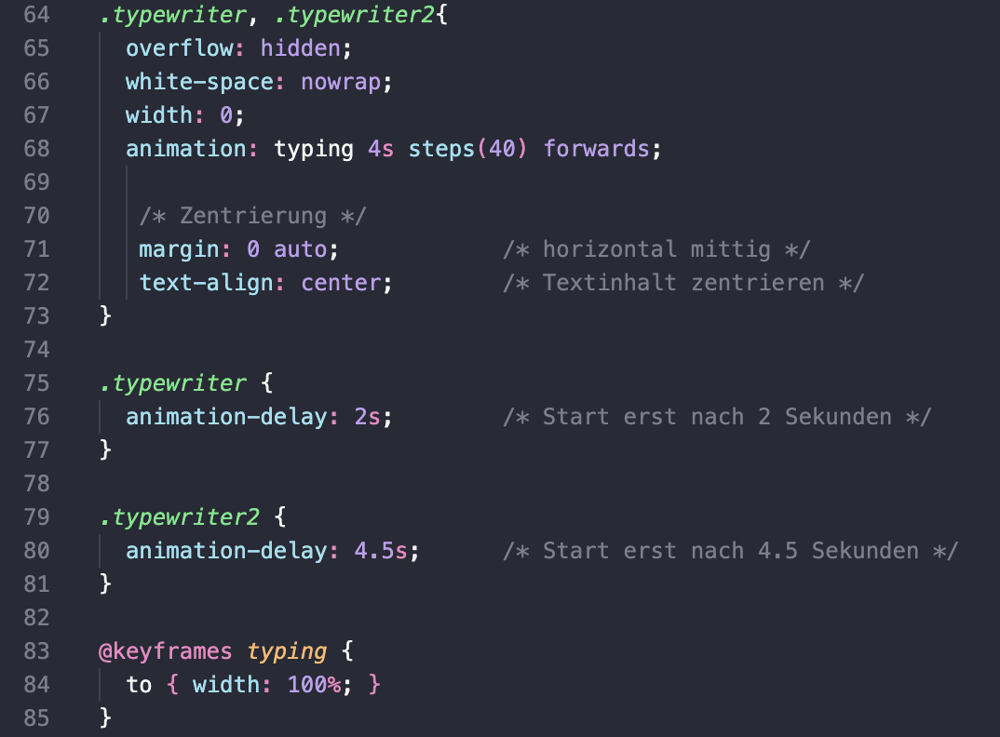 64 .typewriter, .typewriter2{
65 overflow: hidden;
66 white-space: nowrap;
67 width: 0;
68 animation: typing 4s steps(40) forwards;
69
70 /* Zentrierung */
71 margin: 0 auto; /* horizontal mittig */
72 text-align: center; /* Textinhalt zentrieren */
73 }
74
75 .typewriter {
76 animation-delay: 2s; /* Start erst nach 2 Sekunden */
77 }
78
79 .typewriter2 {
80 animation-delay: 4.5s; /* Start erst nach 4.5 Sekunden */
81 }
82
83 @keyframes typing {
84 to { width: 100%; }
85 }